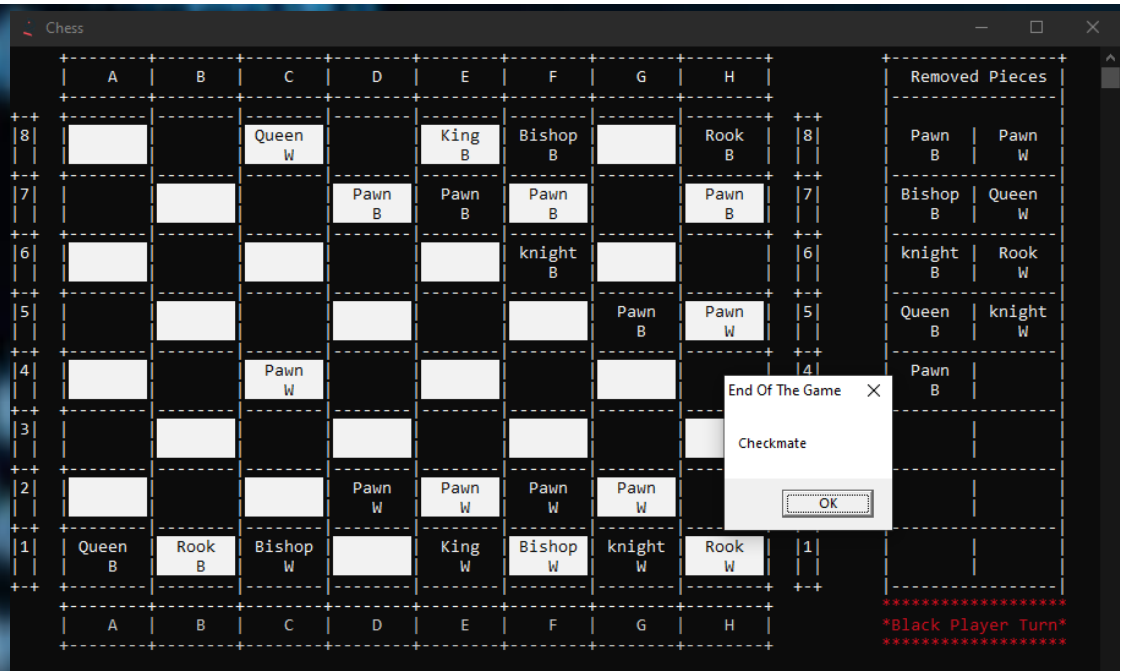 Chess
A B C D E F G H Removed Pieces
8 Queen King Bishop Rook 8 Pawn Pawn
W B B B B W
7 Pawn Pawn Pawn Pawn 7 Bishop Queen
B B B B B W
6 knight 6 knight Rook
B B W
5 Pawn Pawn 5 Queen knight
B W B W
4 Pawn 4 Pawn
W B
End Of The Game
3
Checkmate
2 Pawn Pawn Pawn Pawn
W W W W
OK
1 Queen Rook Bishop King Bishop knight Rook 1
B B W W W W W
A B C D E F G H
*******************
*Black Player Turn*
*******************